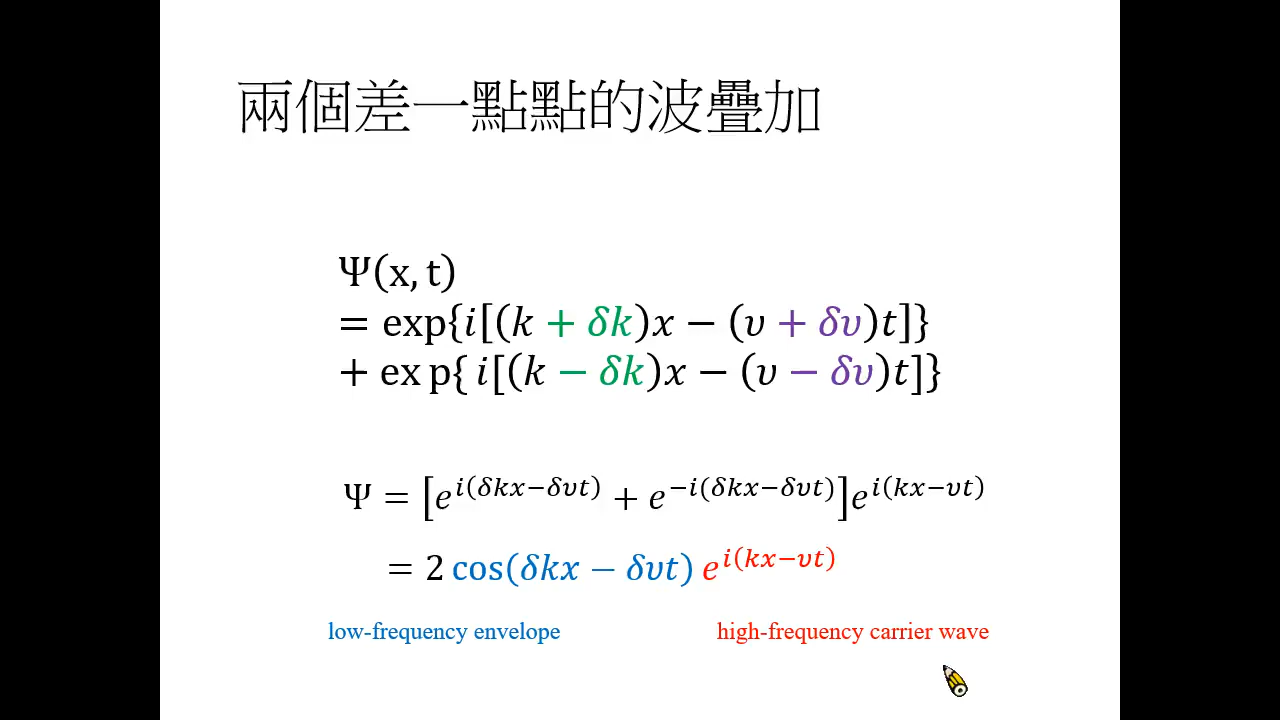 兩個差一點點的波疊加
Ψ(x, t)
= exp{i[(k + δk)x − (υ + δυ)t]}
+ ex p{ i[(k − δk)x − (υ − δυ)t]}
Ψ = [e^{i(δkx−δυt)} + e^{−i(δkx−δυt)}]e^{i(kx−υt)}
= 2 cos(δkx − δυt) e^{i(kx−υt)}
low-frequency envelope
high-frequency carrier wave